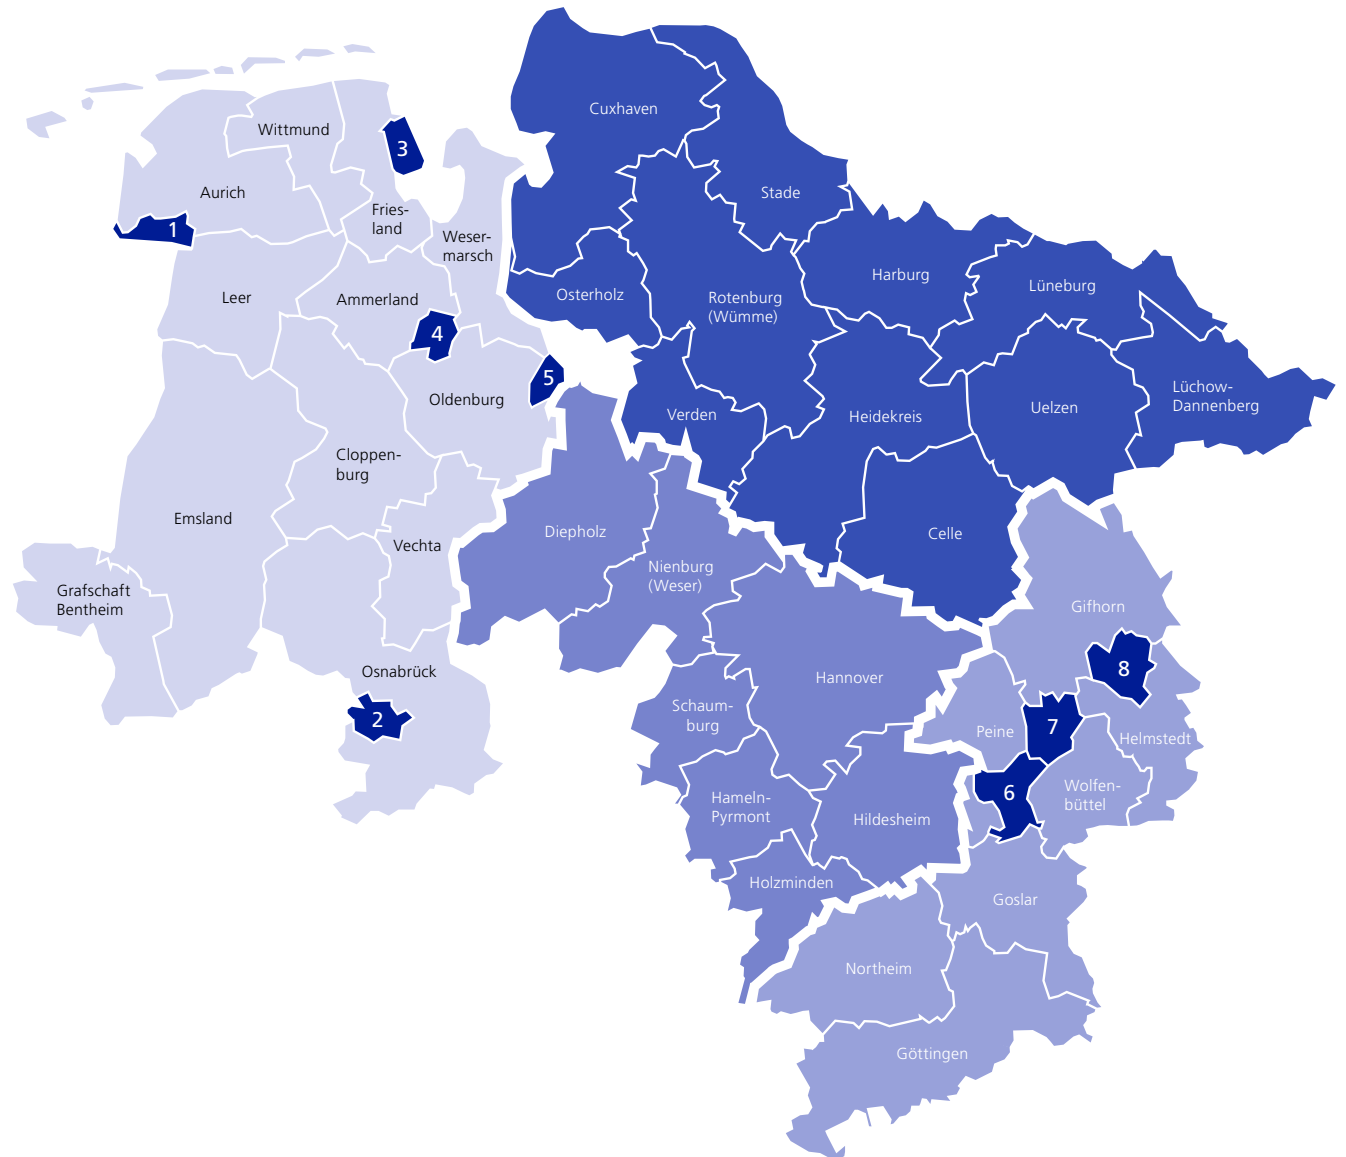 Cuxhaven
Wittmund
3
Aurich
Stade
Fries-
land
1
Weser-
marsch
Harburg
Lüneburg
Leer
Ammerland
Osterholz
Rotenburg
(Wümme)
4
5
Oldenburg
Verden
Heidekreis
Uelzen
Lüchow-
Dannenberg
Cloppen-
burg
Emsland
Vechta
Diepholz
Celle
Nienburg
(Weser)
Grafschaft
Bentheim
Gifhorn
Osnabrück
Hannover
8
2
Schaum-
burg
Peine
7
Helmstedt
6
Wolfen-
büttel
Hameln-
Pyrmont
Hildesheim
Holzminden
Goslar
Northeim
Göttingen